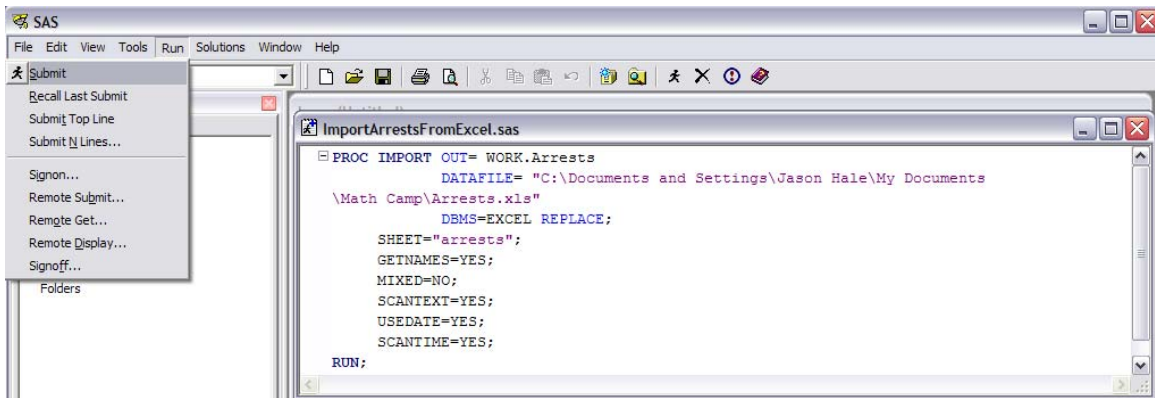 SAS
File Edit View Tools Run Solutions Window Help
Submit
Recall Last Submit
Submit Top Line
Submit N Lines...
Signon...
Remote Submit...
Remote Get...
Remote Display...
Signoff...
Folders
ImportArrestsFromExcel.sas
PROC IMPORT OUT= WORK.Arrests
DATAFILE= "C:\Documents and Settings\Jason Hale\My Documents
\Math Camp\Arrests.xls"
DBMS=EXCEL REPLACE;
SHEET="arrests";
GETNAMES=YES;
MIXED=NO;
SCANTEXT=YES;
USEDATE=YES;
SCANTIME=YES;
RUN;